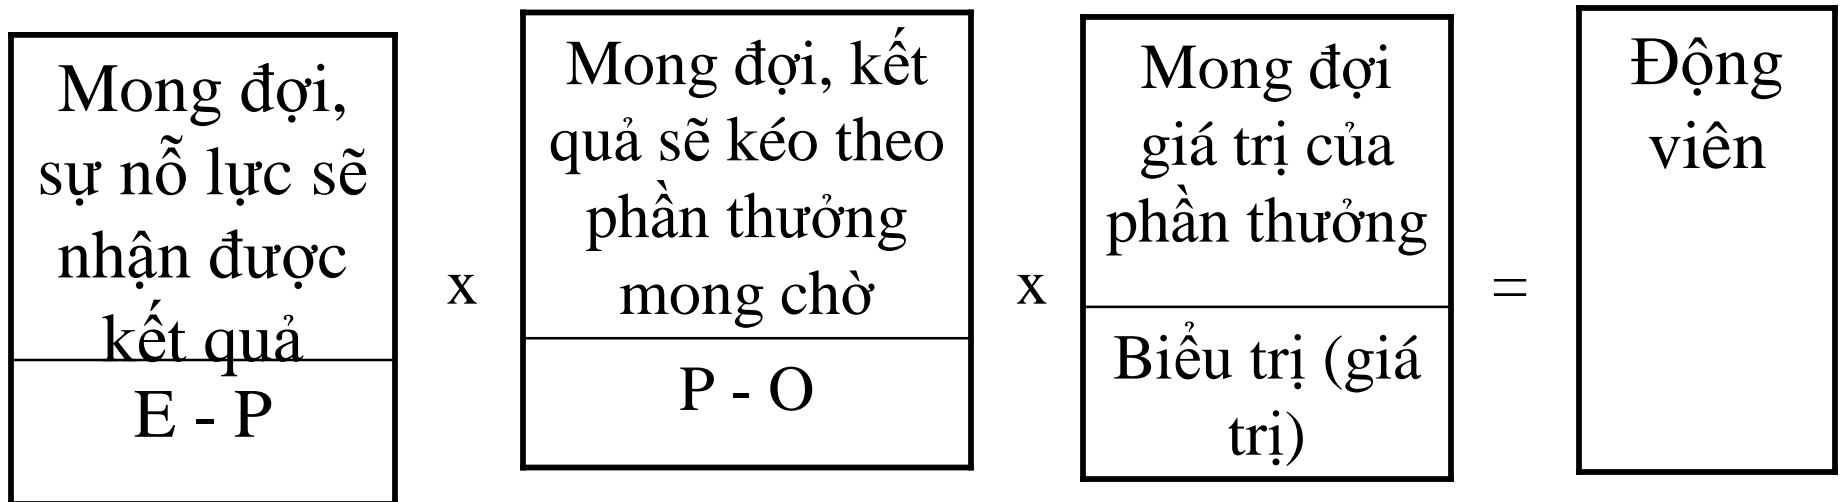 Mong đợi,
sự nỗ lực sẽ
nhận được
kết quả
E - P
x
Mong đợi, kết
quả sẽ kéo theo
phần thưởng
mong chờ
P - O
x
Mong đợi
giá trị của
phần thưởng
Biểu trị (giá
trị)
=
Động
viên